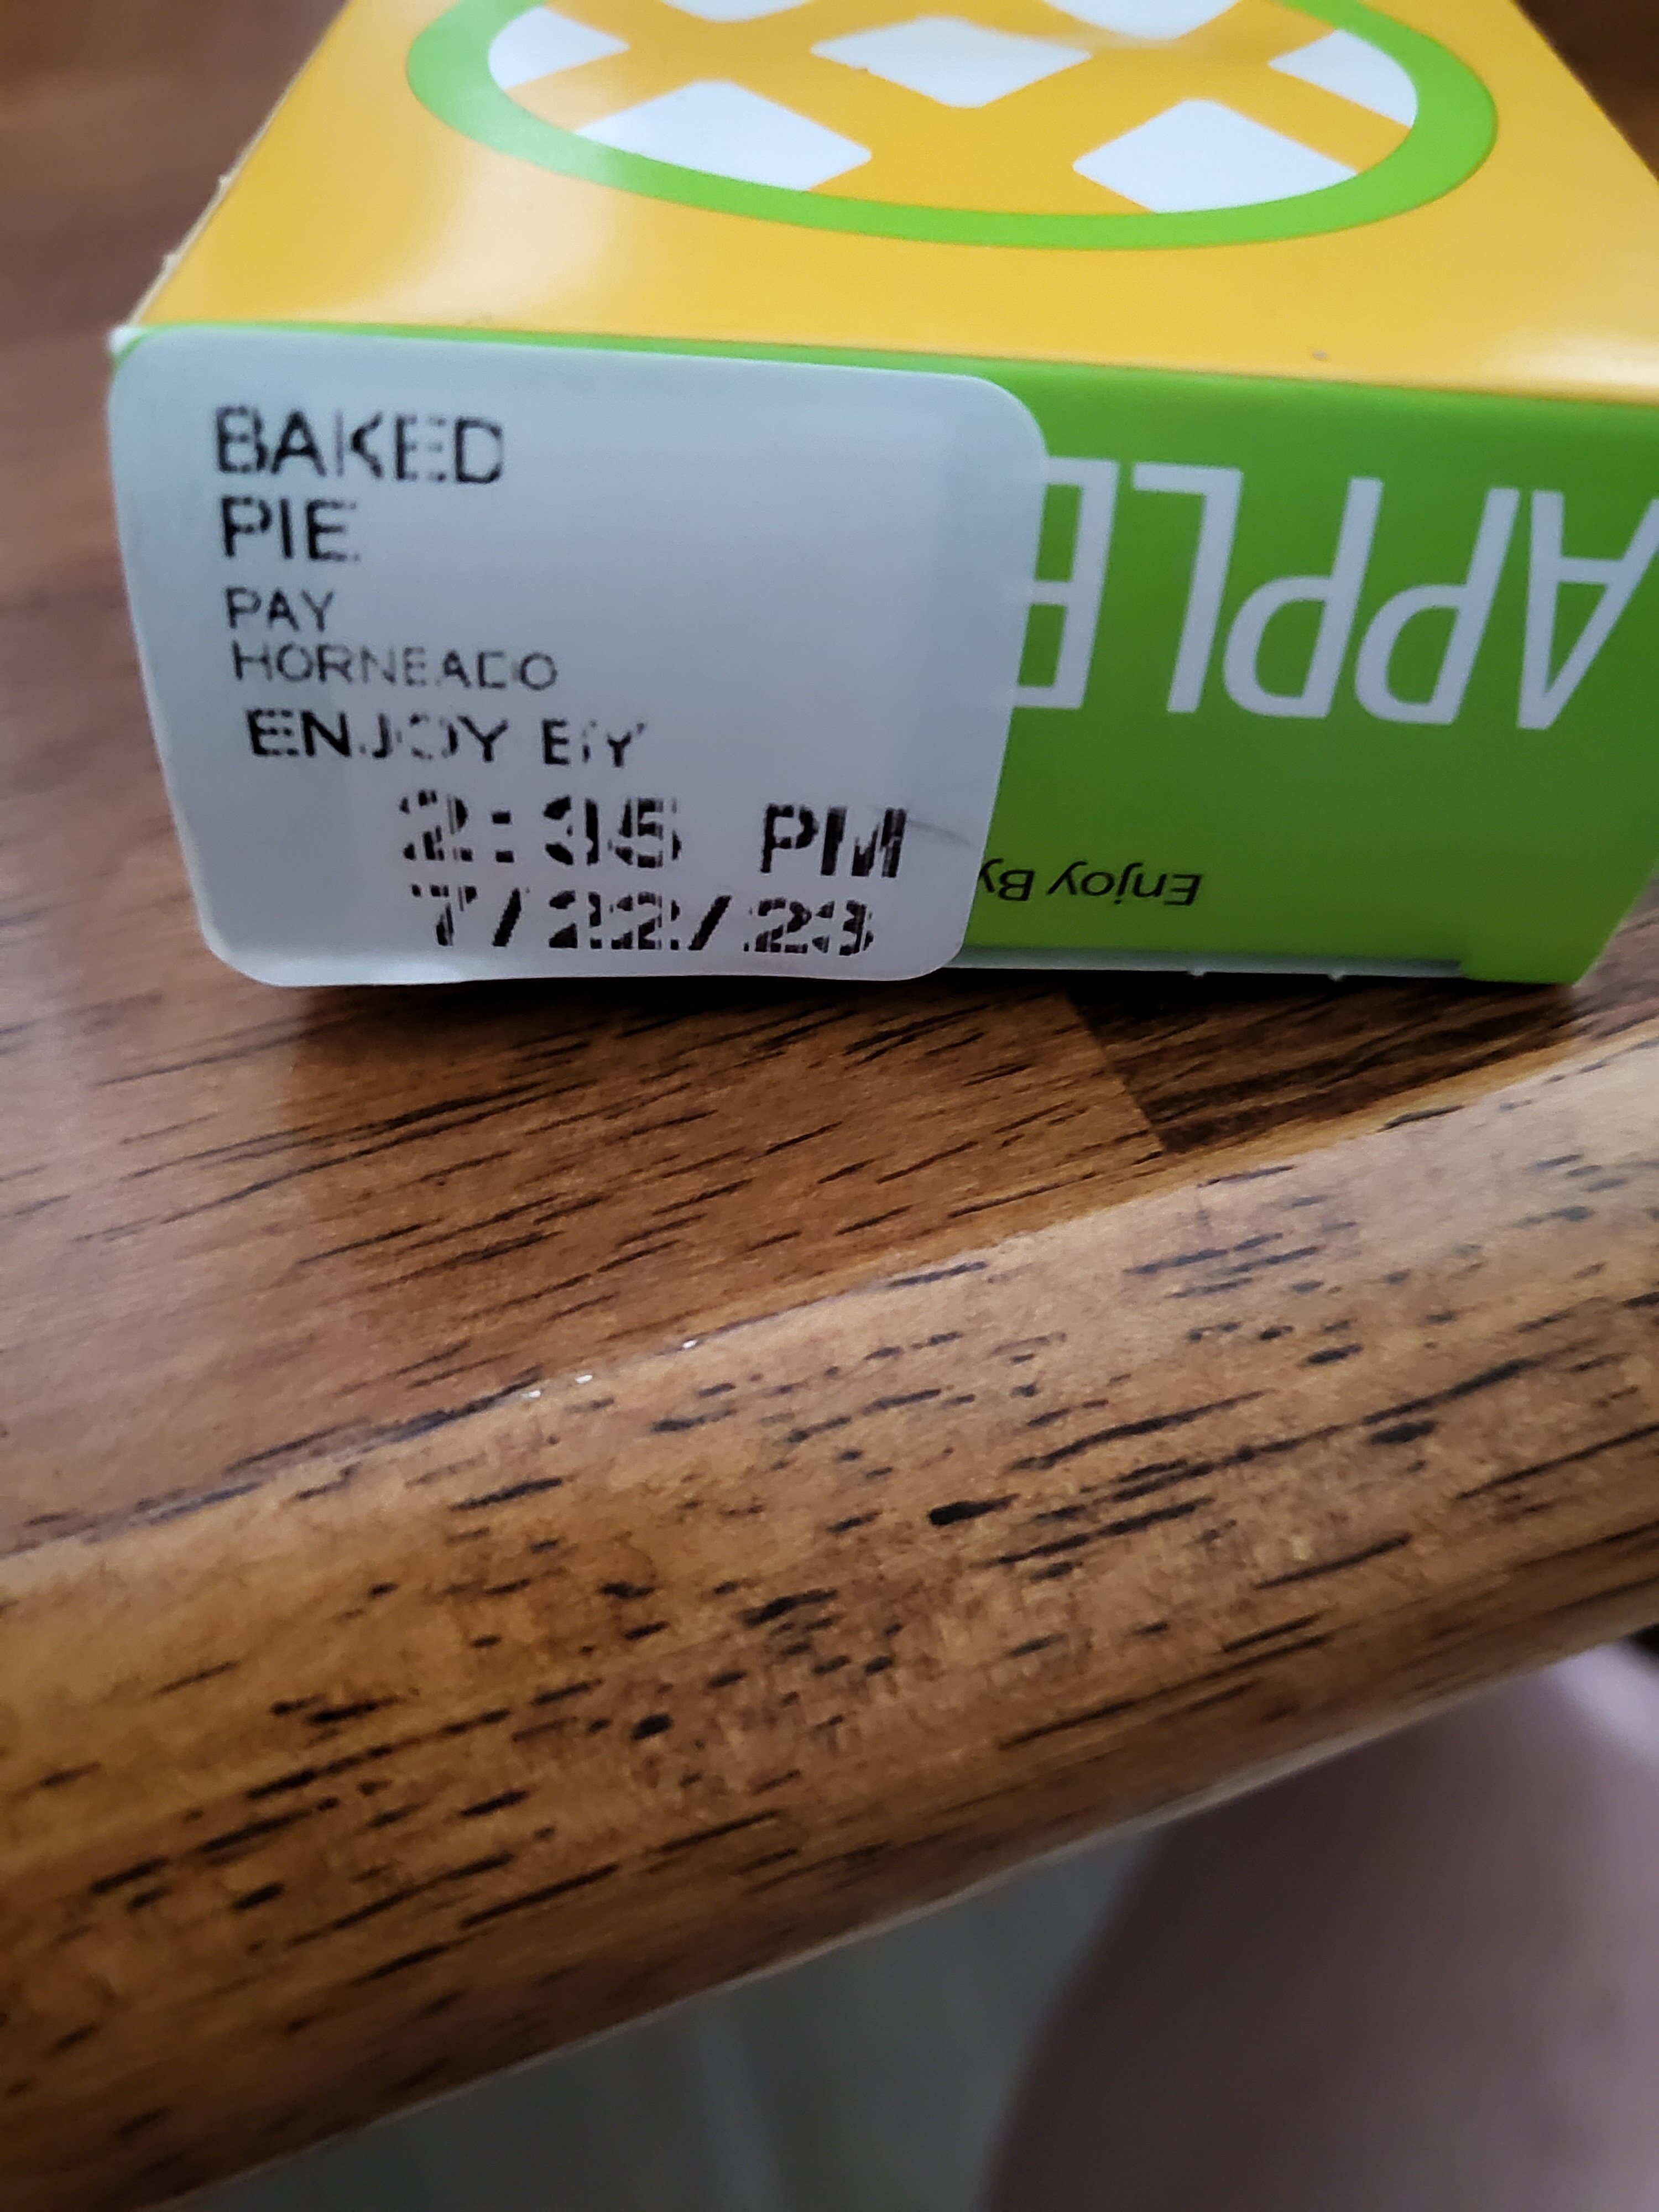 BAKED
PIE
PAY
HORNEADO
ENJOY BY
2:35 PM
7/22/23
APPLE
Enjoy By